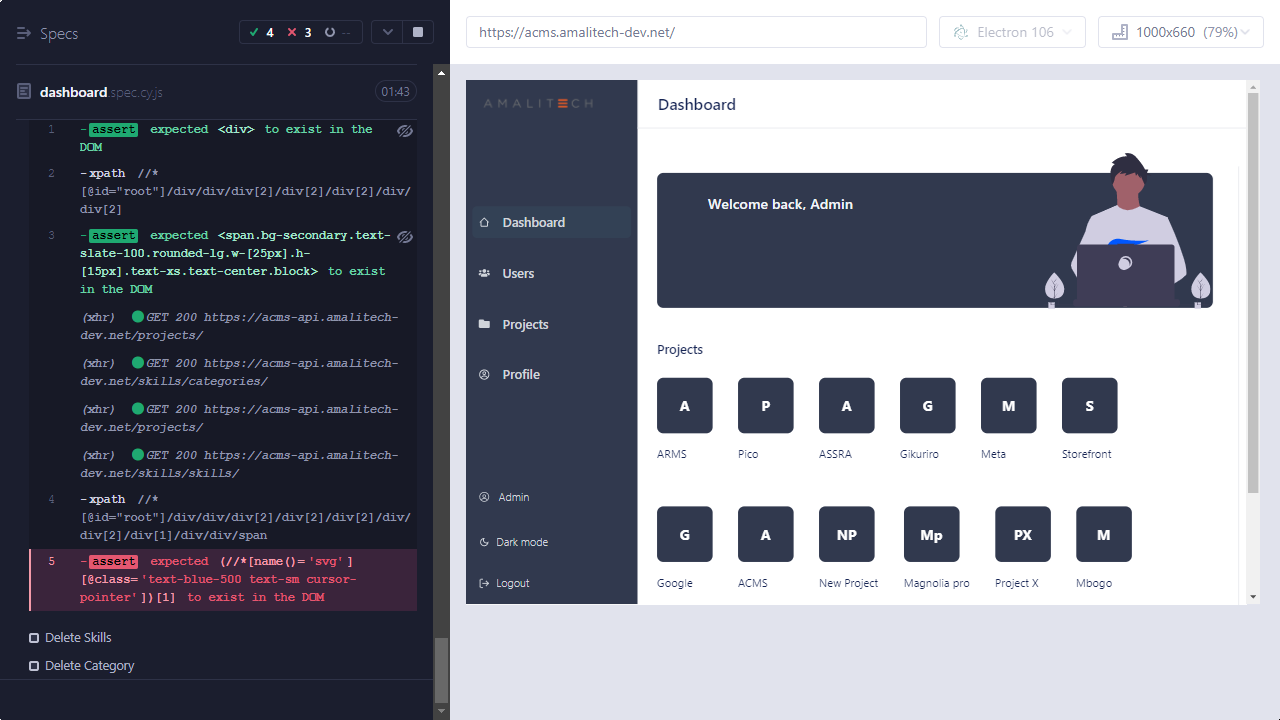 Specs
4
3
--
https://acms.amalitech-dev.net/
Electron 106
1000x660 (79%)
dashboard.spec.cy.js
01:43
1 -assert expected <div> to exist in the
DOM
2 -xpath //*
[@id="root"]/div/div/div[2]/div[2]/div[2]/div/
div[2]
3 -assert expected <span.bg-secondary.text-
slate-100.rounded-lg.w-[25px].h-
[15px].text-xs.text-center.block> to exist
in the DOM
(xhr) GET 200 https://acms-api.amalitech-
dev.net/projects/
(xhr) GET 200 https://acms-api.amalitech-
dev.net/skills/categories/
(xhr) GET 200 https://acms-api.amalitech-
dev.net/projects/
(xhr) GET 200 https://acms-api.amalitech-
dev.net/skills/skills/
4 -xpath //*
[@id="root"]/div/div/div[2]/div[2]/div[2]/div/
div[2]/div[1]/div/div/span
5 -assert expected (//*[name()='svg']
[@class='text-blue-500 text-sm cursor-
pointer'])[1] to exist in the DOM
Delete Skills
Delete Category
AMALITECH
Dashboard
Users
Projects
Profile
Admin
Dark mode
Logout
Dashboard
Welcome back, Admin
Projects
A P A G M S
ARMS Pico ASSRA Gikuriro Meta Storefront
G A NP Mp PX M
Google ACMS New Project Magnolia pro Project X Mbogo